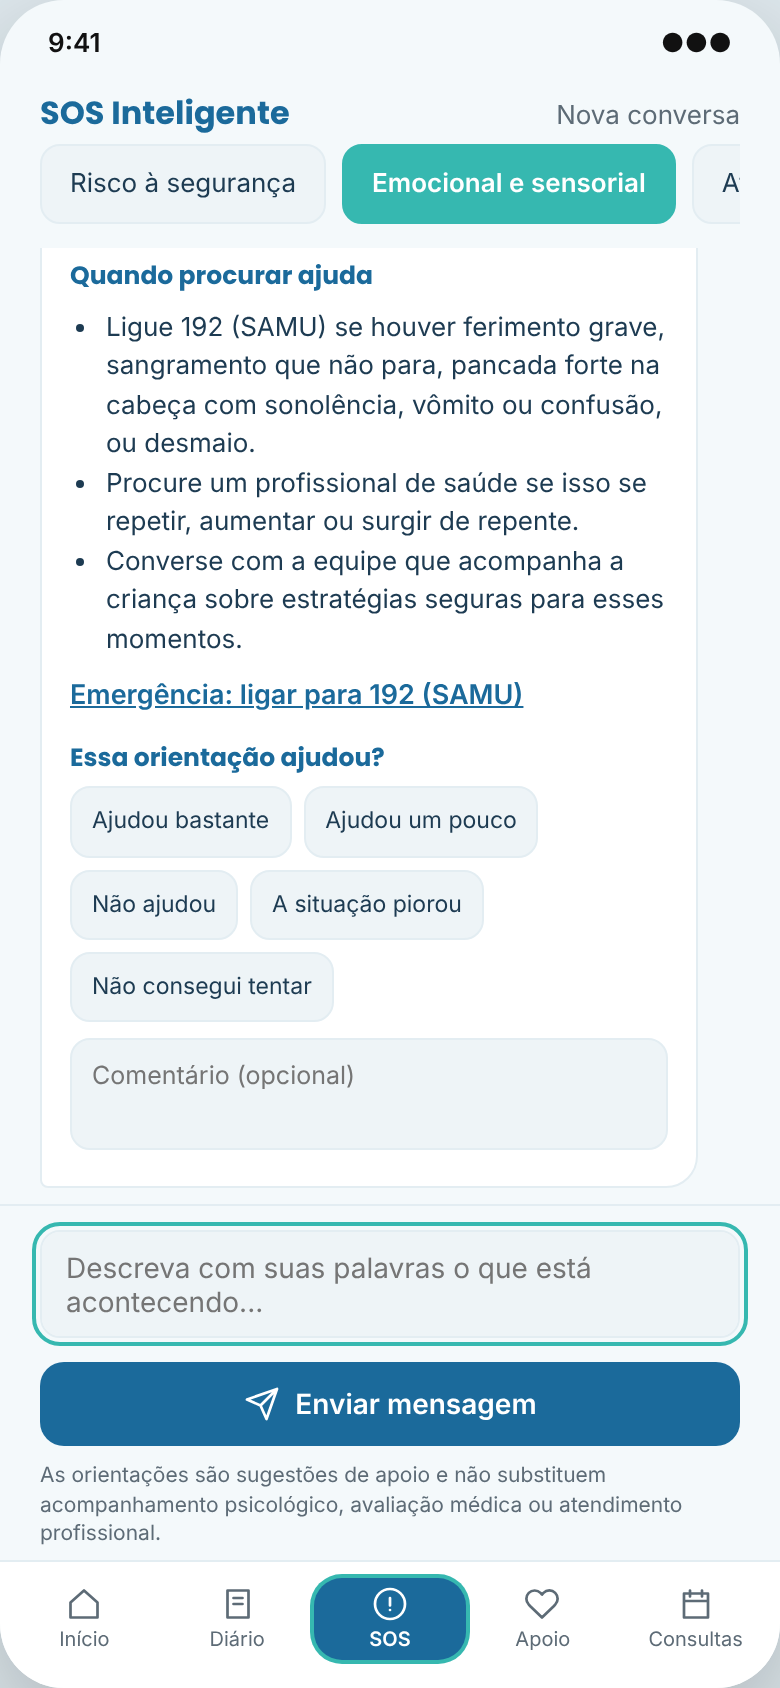 9:41
SOS Inteligente
Nova conversa
Risco à segurança
Emocional e sensorial
Quando procurar ajuda
• Ligue 192 (SAMU) se houver ferimento grave,
sangramento que não para, pancada forte na
cabeça com sonolência, vômito ou confusão,
ou desmaio.
• Procure um profissional de saúde se isso se
repetir, aumentar ou surgir de repente.
• Converse com a equipe que acompanha a
criança sobre estratégias seguras para esses
momentos.
Emergência: ligar para 192 (SAMU)
Essa orientação ajudou?
Ajudou bastante
Ajudou um pouco
Não ajudou
A situação piorou
Não consegui tentar
Comentário (opcional)
Descreva com suas palavras o que está
acontecendo...
Enviar mensagem
As orientações são sugestões de apoio e não substituem
acompanhamento psicológico, avaliação médica ou atendimento
profissional.
Início
Diário
SOS
Apoio
Consultas